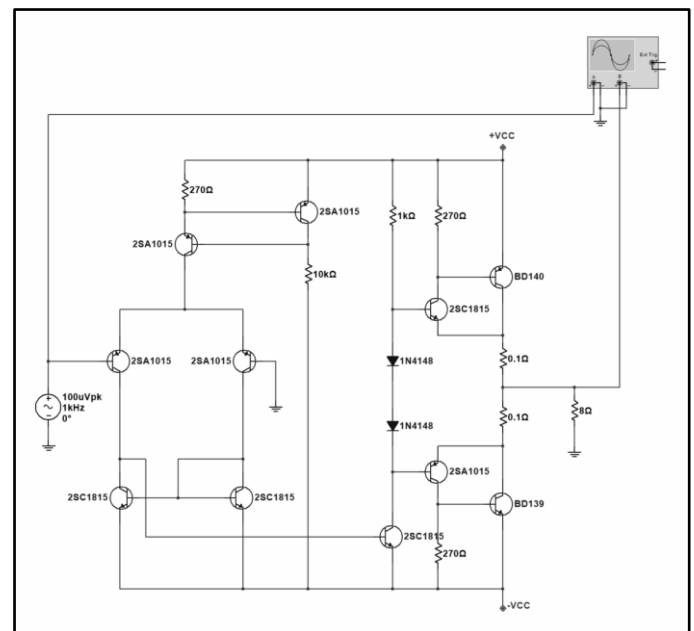 Ext Trig
+
A
B
+VCC
270Ω
2SA1015
2SA1015
10kΩ
1kΩ
270Ω
BD140
2SC1815
2SA1015
2SA1015
1N4148
0.1Ω
100uVpk
1kHz
0°
1N4148
0.1Ω
8Ω
2SC1815
2SC1815
2SA1015
BD139
2SC1815
270Ω
-VCC